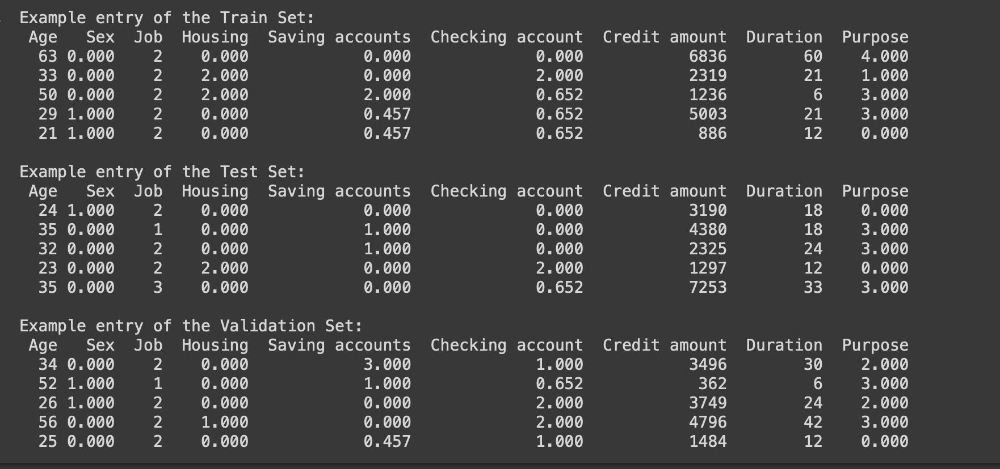 Example entry of the Train Set:
Age Sex Job Housing Saving accounts Checking account Credit amount Duration Purpose
63 0.000 2 0.000 0.000 0.000 6836 60 4.000
33 0.000 2 2.000 0.000 2.000 2319 21 1.000
50 0.000 2 2.000 2.000 0.652 1236 6 3.000
29 1.000 2 0.000 0.457 0.652 5003 21 3.000
21 1.000 2 0.000 0.457 0.652 886 12 0.000
Example entry of the Test Set:
Age Sex Job Housing Saving accounts Checking account Credit amount Duration Purpose
24 1.000 2 0.000 0.000 0.000 3190 18 0.000
35 0.000 1 0.000 1.000 0.000 4380 18 3.000
32 0.000 2 0.000 1.000 0.000 2325 24 3.000
23 0.000 2 2.000 0.000 2.000 1297 12 0.000
35 0.000 3 0.000 0.000 0.652 7253 33 3.000
Example entry of the Validation Set:
Age Sex Job Housing Saving accounts Checking account Credit amount Duration Purpose
34 0.000 2 0.000 3.000 1.000 3496 30 2.000
52 1.000 1 0.000 1.000 0.652 362 6 3.000
26 1.000 2 0.000 0.000 2.000 3749 24 2.000
56 0.000 2 1.000 0.000 2.000 4796 42 3.000
25 0.000 2 0.000 0.457 1.000 1484 12 0.000